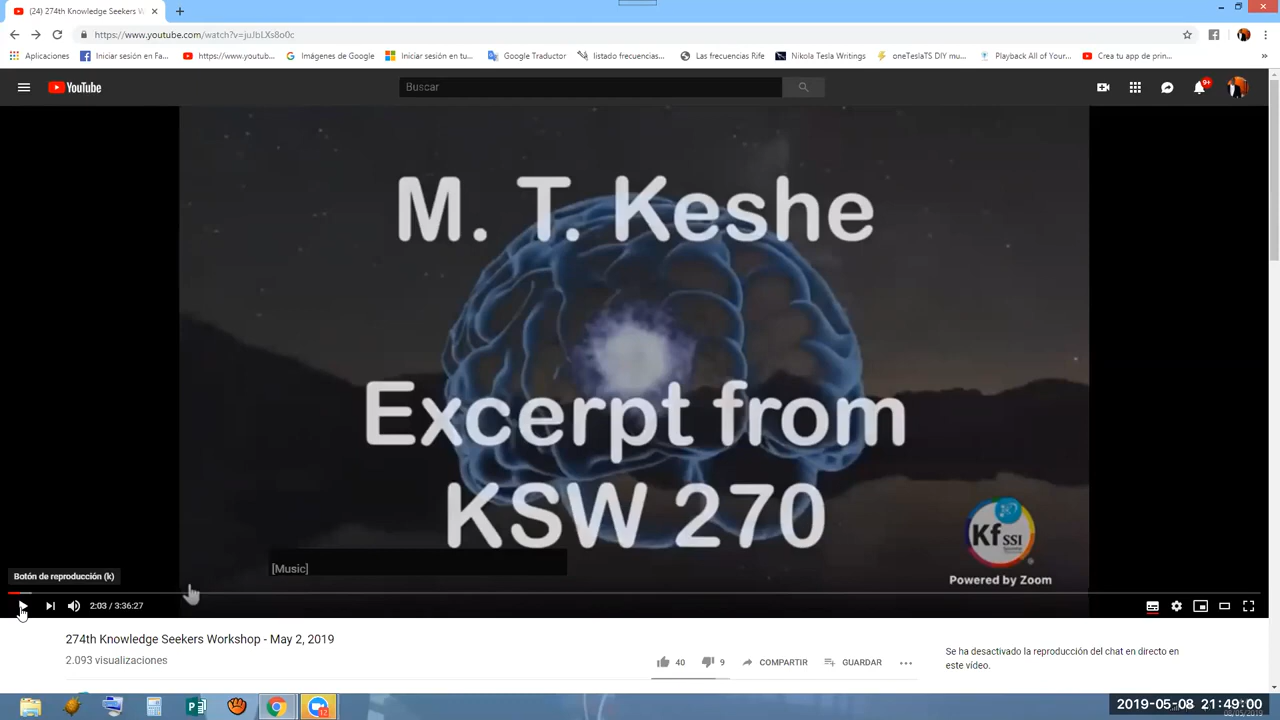 (24) 274th Knowledge Seekers W
https://www.youtube.com/watch?v=juJbLXs8o0c
Aplicaciones
Iniciar sesión en Fa...
https://www.youtub...
Imágenes de Google
Iniciar sesión en tu...
Google Traductor
listado frecuencias...
Las frecuencias Rife
Nikola Tesla Writings
oneTeslaTS DIY mu...
Playback All of Your...
Crea tu app de prin...
YouTube
Buscar
9+
M. T. Keshe
Excerpt from
KSW 270
[Music]
Kf SSI
Powered by Zoom
Botón de reproducción (k)
2:03 / 3:36:27
274th Knowledge Seekers Workshop - May 2, 2019
2.093 visualizaciones
40
9
COMPARTIR
GUARDAR
Se ha desactivado la reproducción del chat en directo en
este vídeo.
2019-05-08 21:49:00